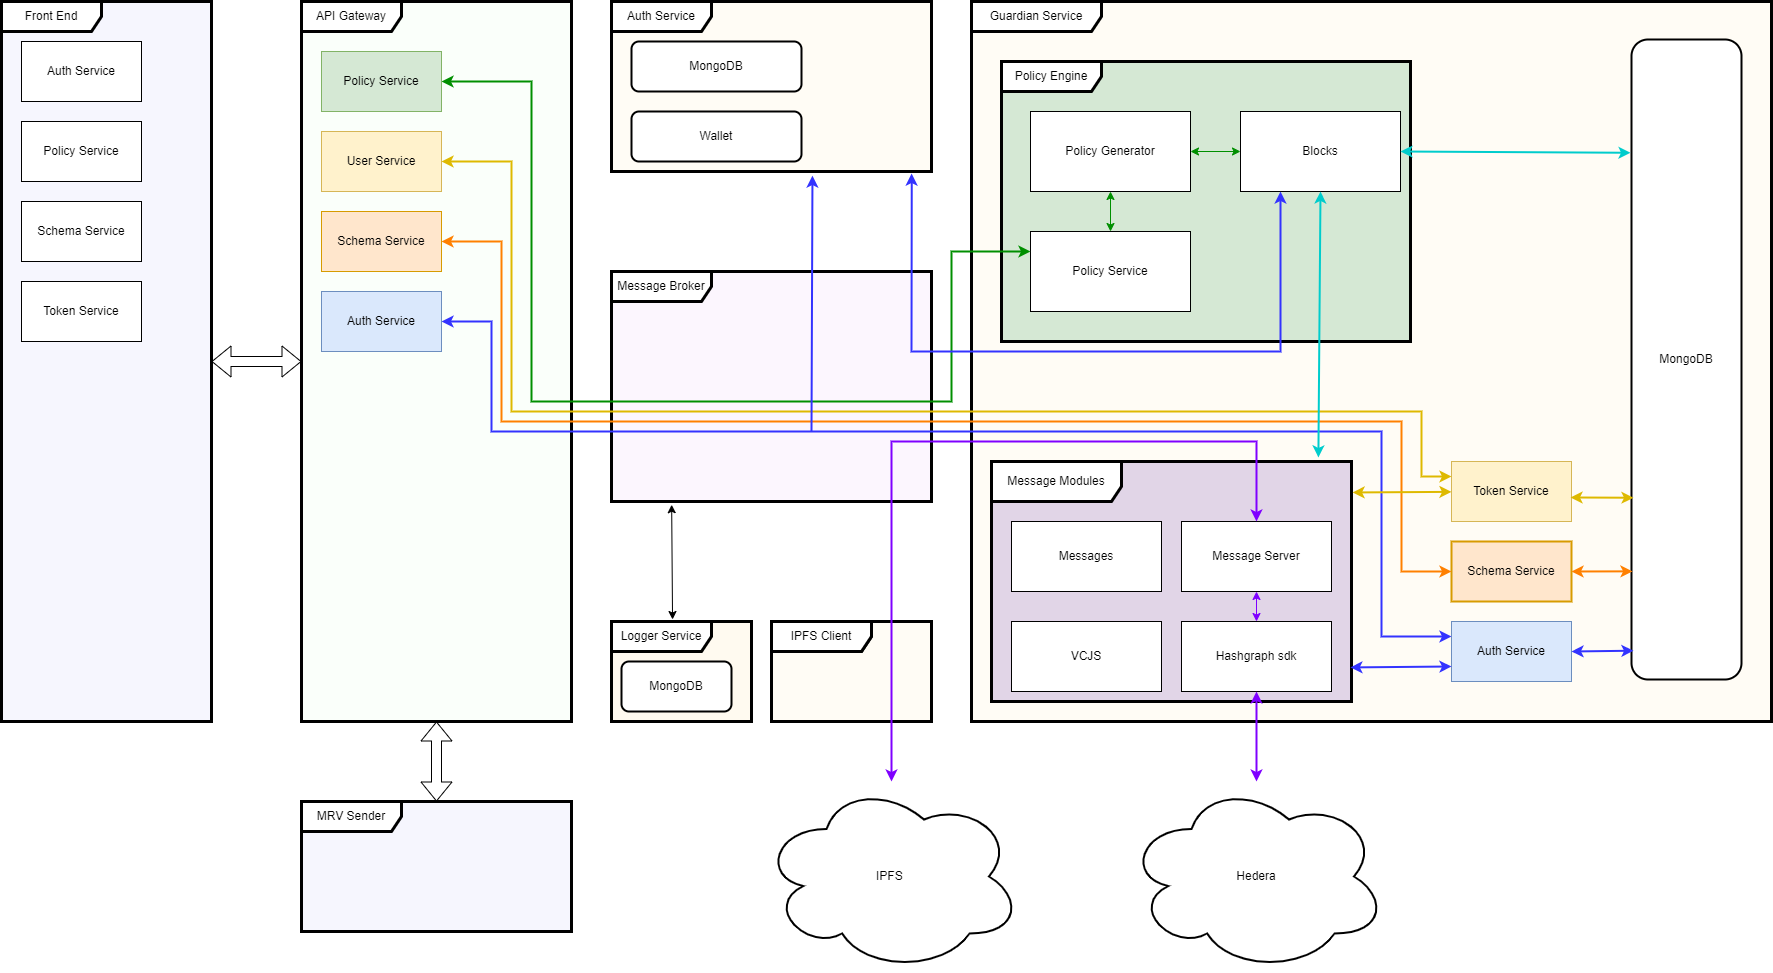 Front End
Auth Service
Policy Service
Schema Service
Token Service
API Gateway
Policy Service
User Service
Schema Service
Auth Service
MRV Sender
Auth Service
MongoDB
Wallet
Message Broker
Logger Service
MongoDB
IPFS Client
IPFS
Guardian Service
Policy Engine
Policy Generator
Blocks
Policy Service
Message Modules
Messages
Message Server
VCJS
Hashgraph sdk
Token Service
Schema Service
Auth Service
MongoDB
Hedera